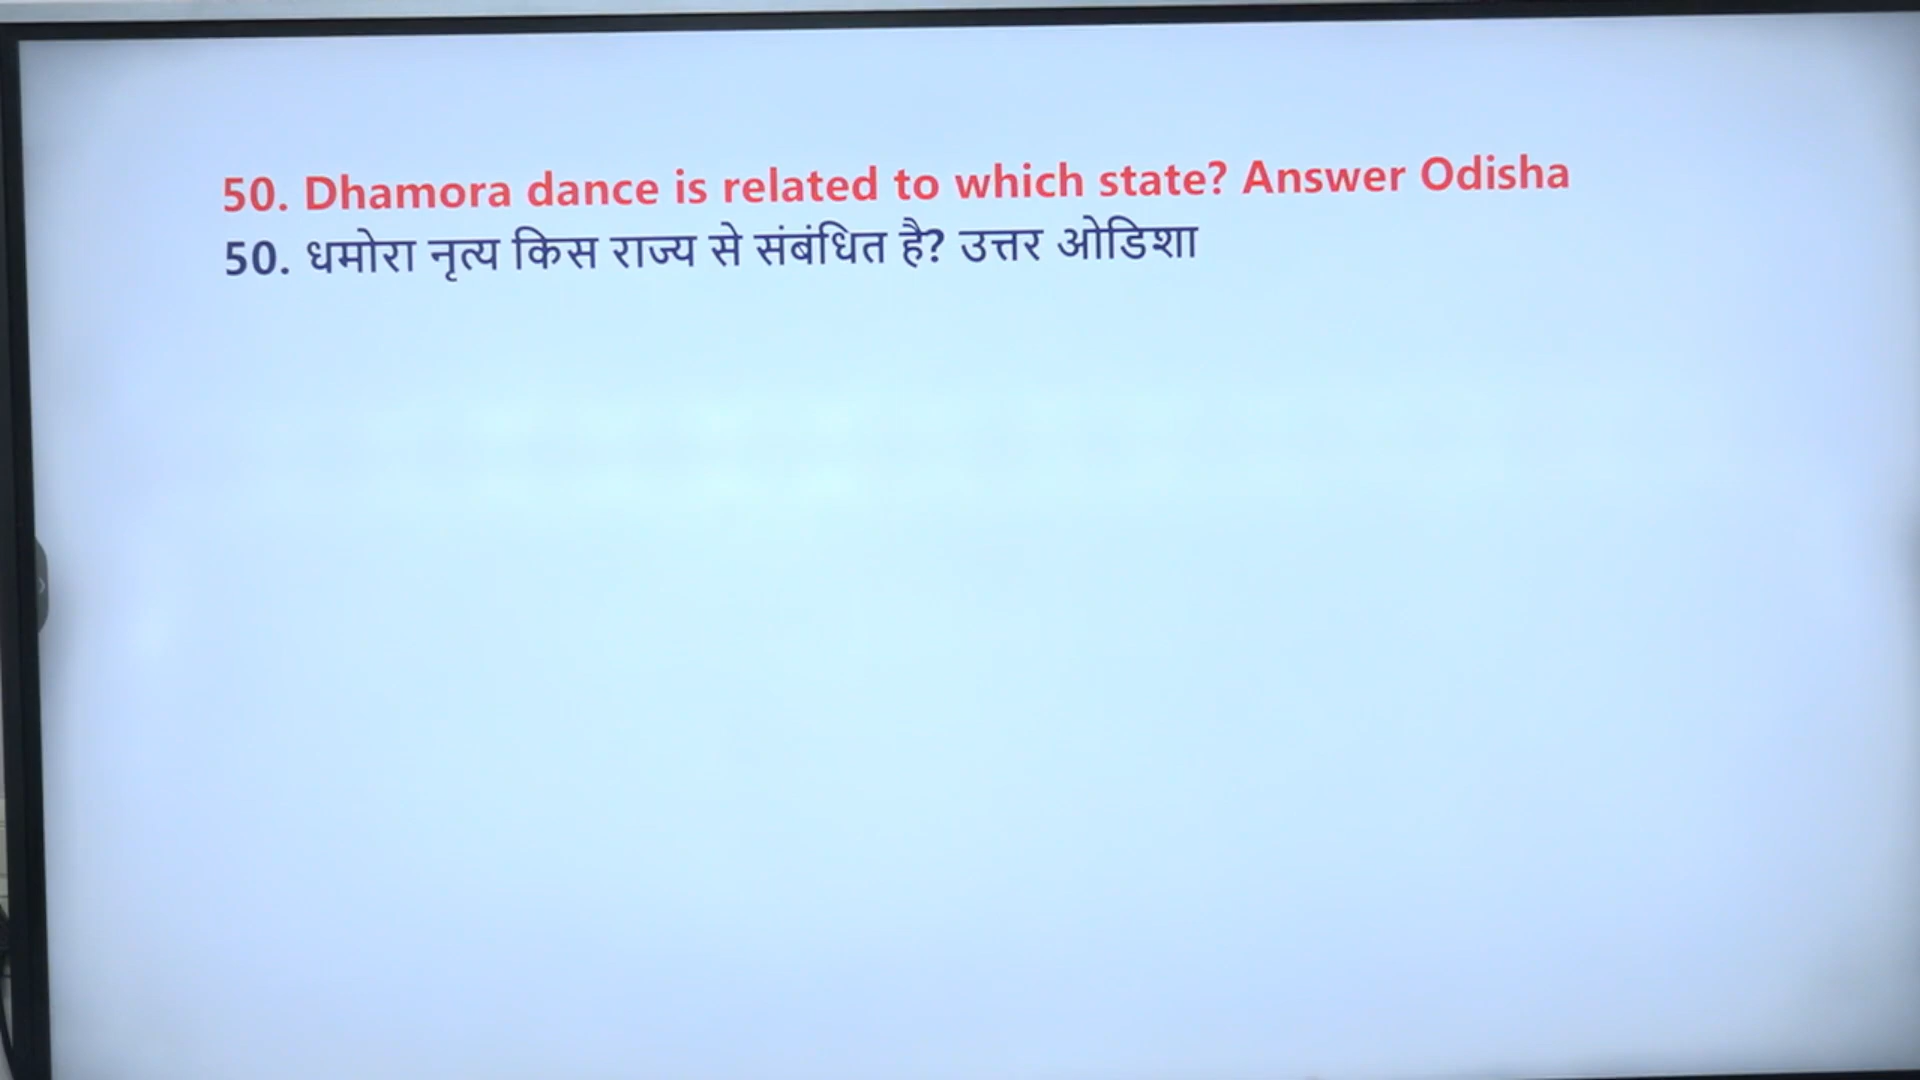 50. Dhamora dance is related to which state? Answer Odisha
50. धमोरा नृत्य किस राज्य से संबंधित है? उत्तर ओडिशा